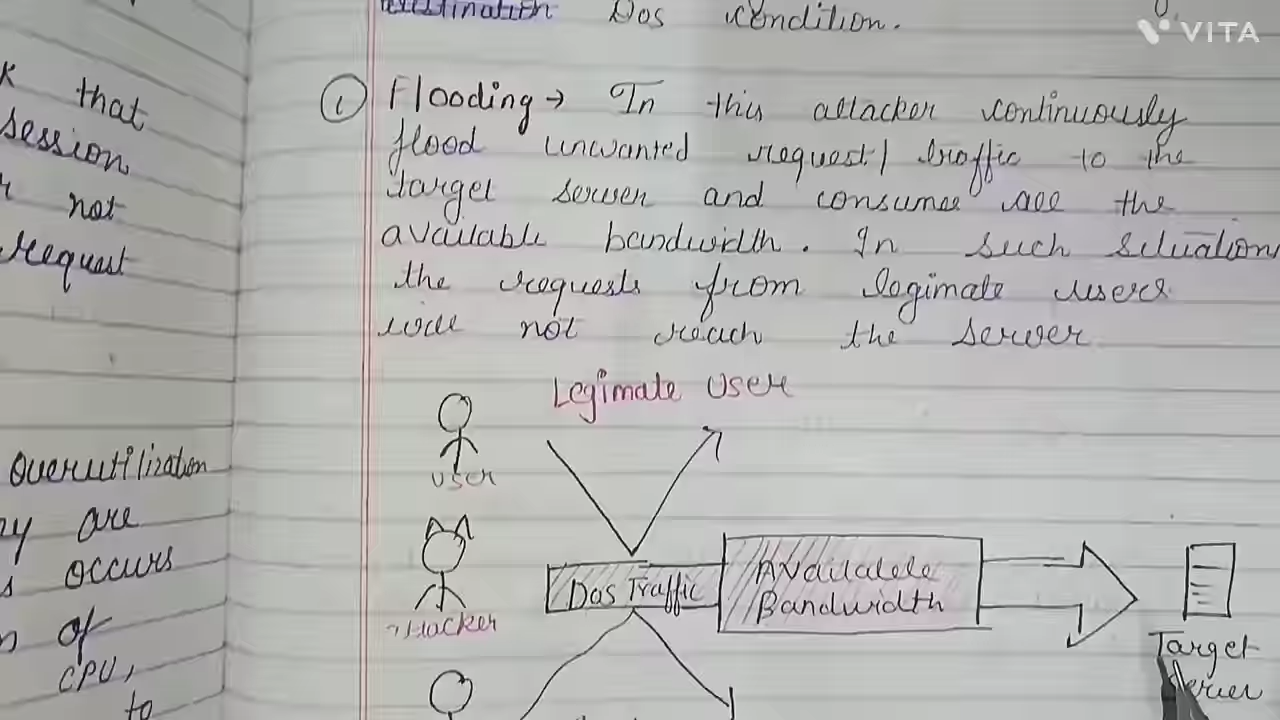 Dos condition.
VITA
k that
session
r not
request
overutilization
ny are
s occurs
n of
CPU,
to
① Flooding → In this attacker continuously
flood unwanted request/ traffic to the
target server and consume all the
available bandwidth. In such situation
the requests from legimate users
will not reach the server
Legimate User
User
Hacker
Dos Traffic
Available
Bandwidth
Target
Server